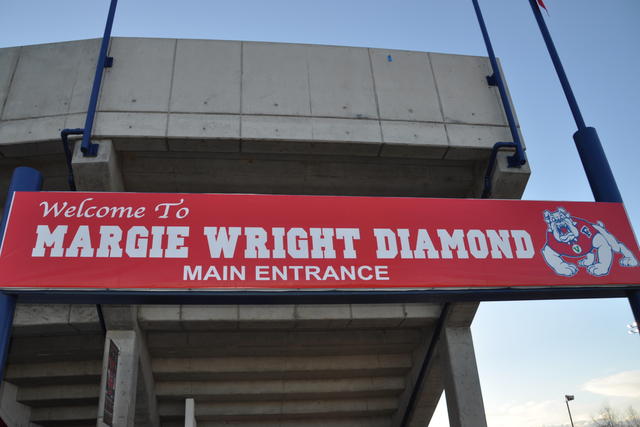 Welcome To
MARGIE WRIGHT DIAMOND
MAIN ENTRANCE